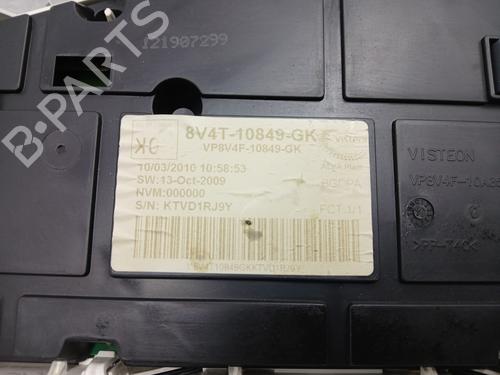 121907299
8V4T-10849-GK
VP8V4F-10849-GK
10/03/2010 10:58:53
SW:13-Oct-2009
NVM:000000
S/N: KTVD1RJ9Y
FCT:1/1
8V4T10849GKKTVD1RJ9Y
VISTEON
B-PARTS